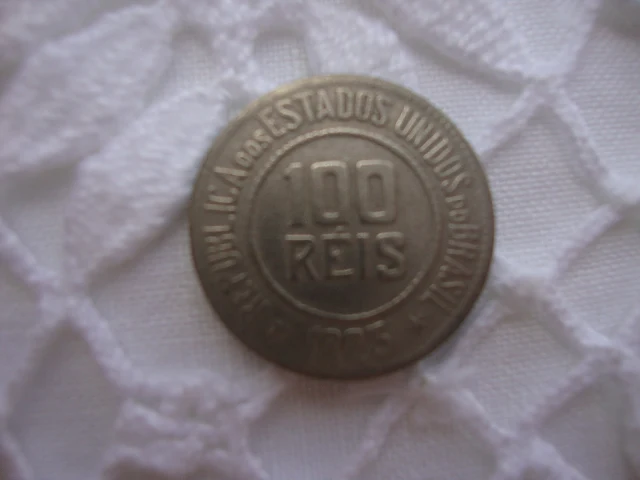 REPUBLICA DOS ESTADOS UNIDOS DO BRASIL
100
RÉIS